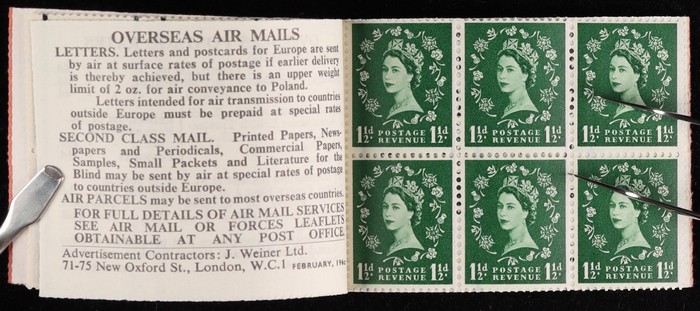 OVERSEAS AIR MAILS
LETTERS. Letters and postcards for Europe are sent
by air at surface rates of postage if earlier delivery
is thereby achieved, but there is an upper weight
limit of 2 oz. for air conveyance to Poland.
Letters intended for air transmission to countries
outside Europe must be prepaid at special rates
of postage.
SECOND CLASS MAIL. Printed Papers, News-
papers and Periodicals, Commercial Papers,
Samples, Small Packets and Literature for the
Blind may be sent by air at special rates of postage
to countries outside Europe.
AIR PARCELS may be sent to most overseas countries.
FOR FULL DETAILS OF AIR MAIL SERVICES
SEE AIR MAIL OR FORCES LEAFLETS
OBTAINABLE AT ANY POST OFFICE
Advertisement Contractors: J. Weiner Ltd.
71-75 New Oxford St., London, W.C.1 FEBRUARY,
1½d POSTAGE REVENUE 1½d
1½d POSTAGE REVENUE 1½d
1½d POSTAGE REVENUE 1½d
1½d POSTAGE REVENUE 1½d
1½d POSTAGE REVENUE 1½d
1½d POSTAGE REVENUE 1½d